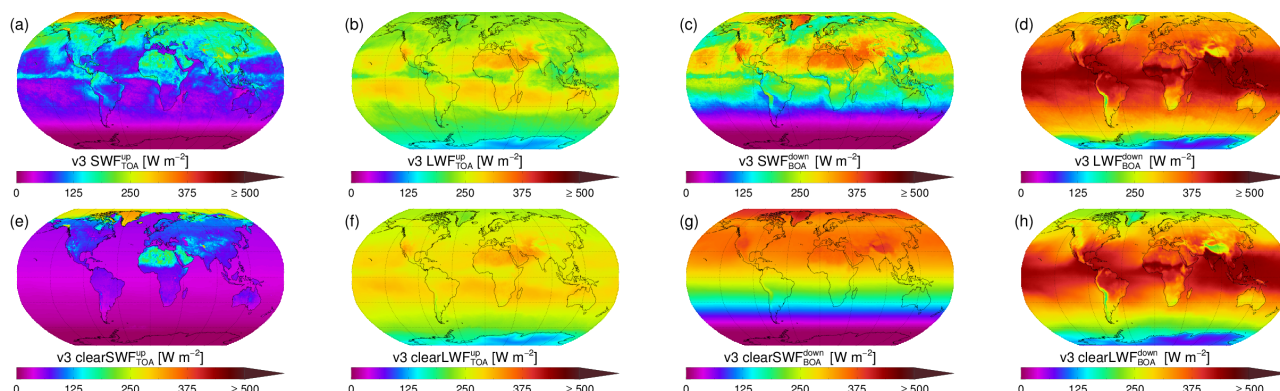 (a) (b) (c) (d)
v3 SWF^up_TOA [W m⁻²] v3 LWF^up_TOA [W m⁻²] v3 SWF^down_BOA [W m⁻²] v3 LWF^down_BOA [W m⁻²]
0 125 250 375 ≥ 500 0 125 250 375 ≥ 500 0 125 250 375 ≥ 500 0 125 250 375 ≥ 500
(e) (f) (g) (h)
v3 clearSWF^up_TOA [W m⁻²] v3 clearLWF^up_TOA [W m⁻²] v3 clearSWF^down_BOA [W m⁻²] v3 clearLWF^down_BOA [W m⁻²]
0 125 250 375 ≥ 500 0 125 250 375 ≥ 500 0 125 250 375 ≥ 500 0 125 250 375 ≥ 500